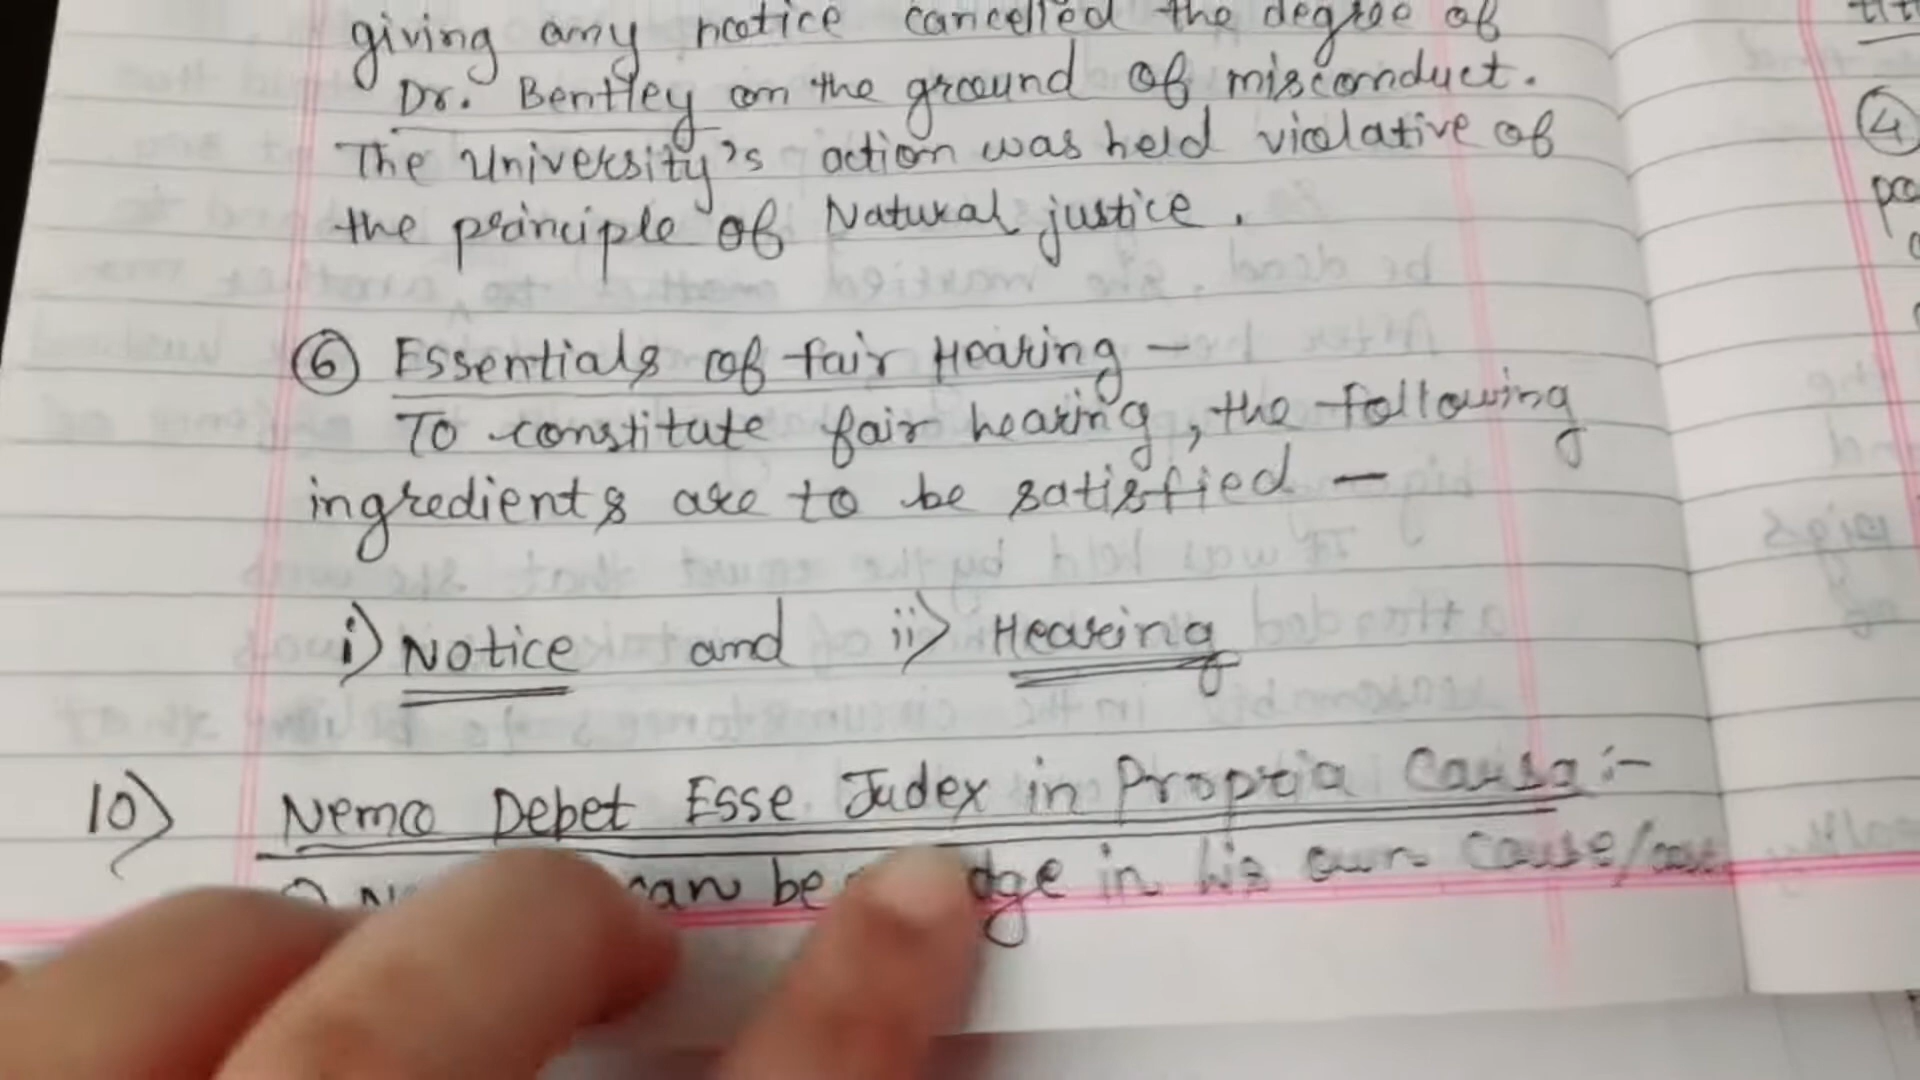 giving any notice cancelled the degree of
Dr. Bentley on the ground of misconduct.
The University's action was held violative of
the principle of Natural justice.
6 Essentials of fair Hearing -
To constitute fair hearing, the following
ingredients are to be satisfied -
i) Notice and ii) Hearing
10) Nemo Debet Esse Judex in Propria Causa :-
can be in his own cause/
4